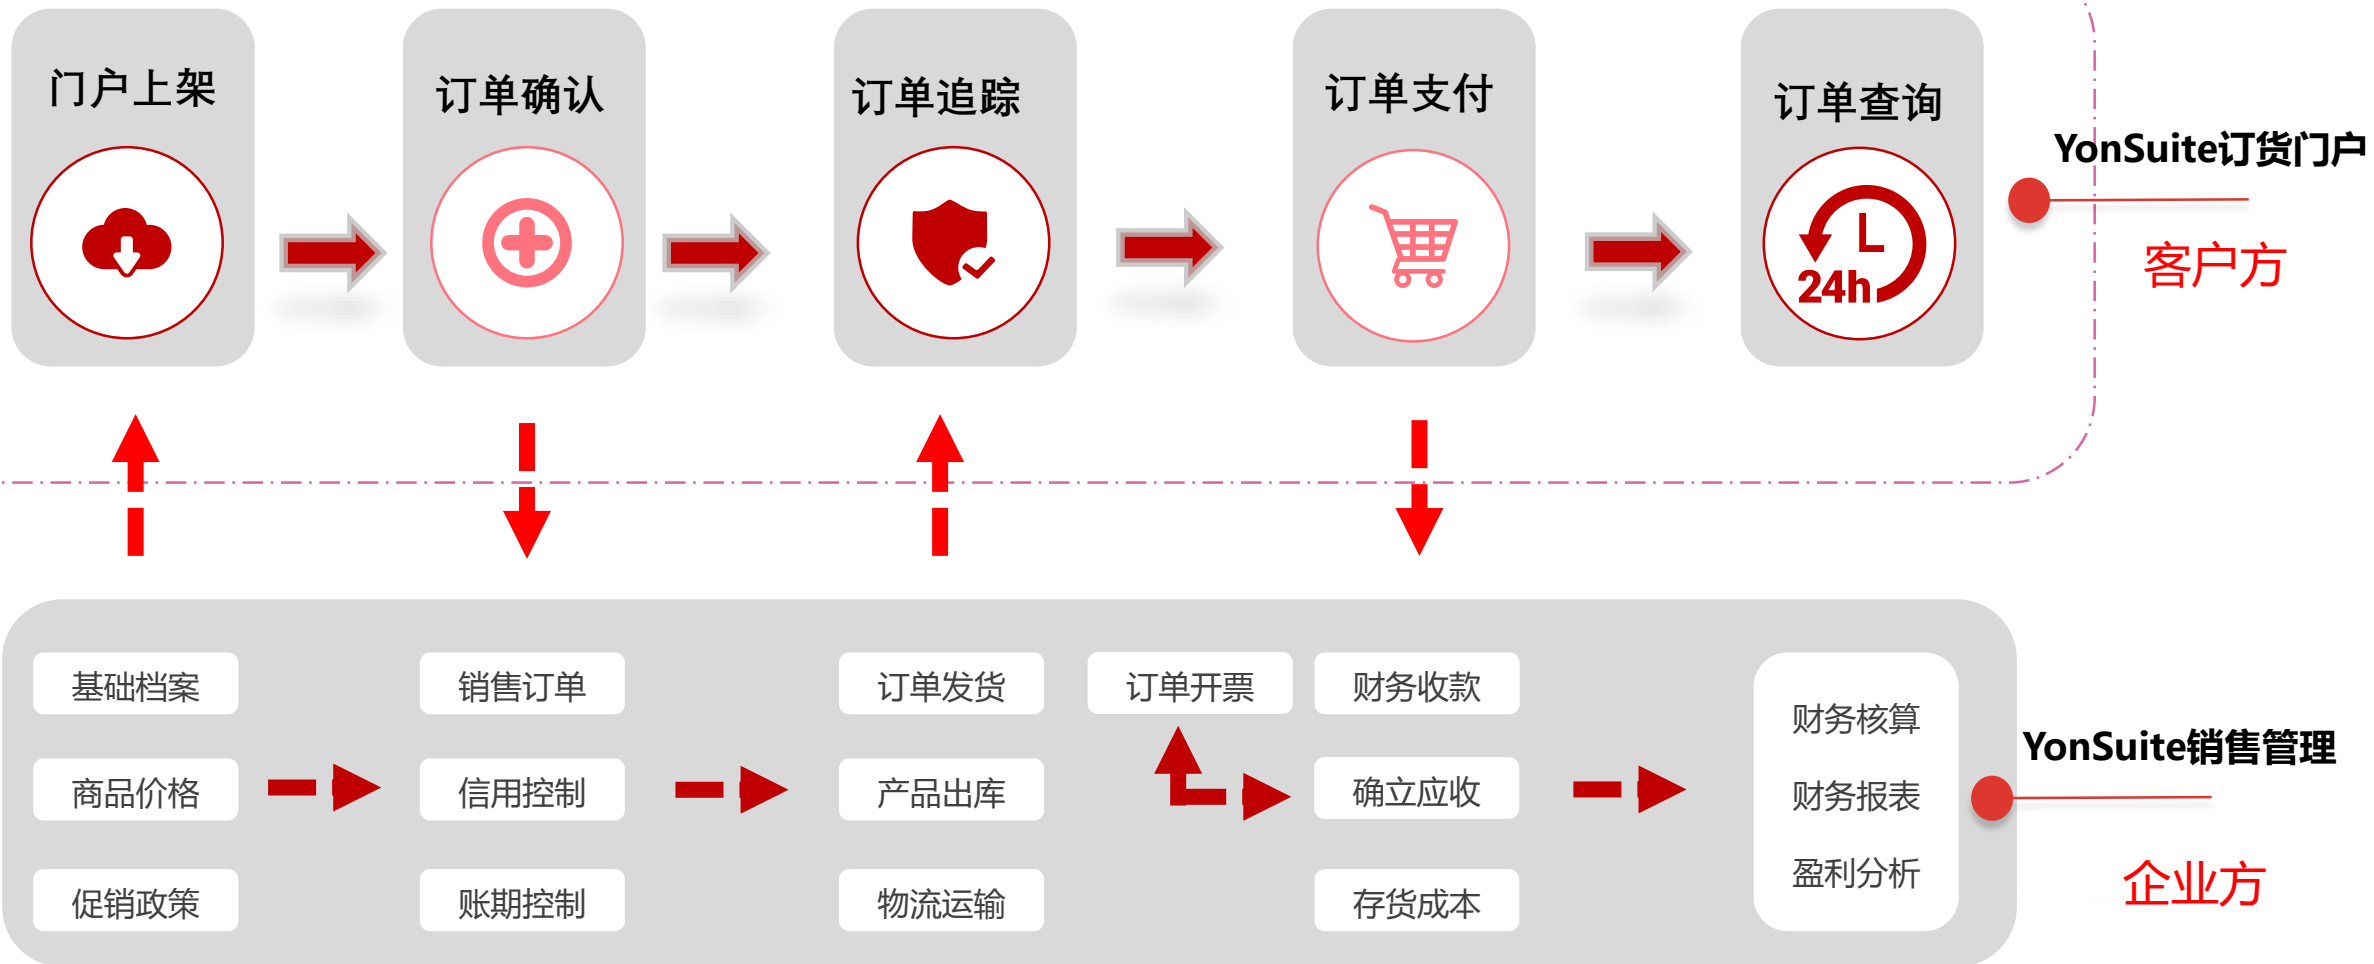 门户上架
订单确认
订单追踪
订单支付
订单查询
24h
YonSuite订货门户
客户方
基础档案
销售订单
订单发货
订单开票
财务收款
商品价格
信用控制
产品出库
确立应收
促销政策
账期控制
物流运输
存货成本
财务核算
财务报表
盈利分析
YonSuite销售管理
企业方